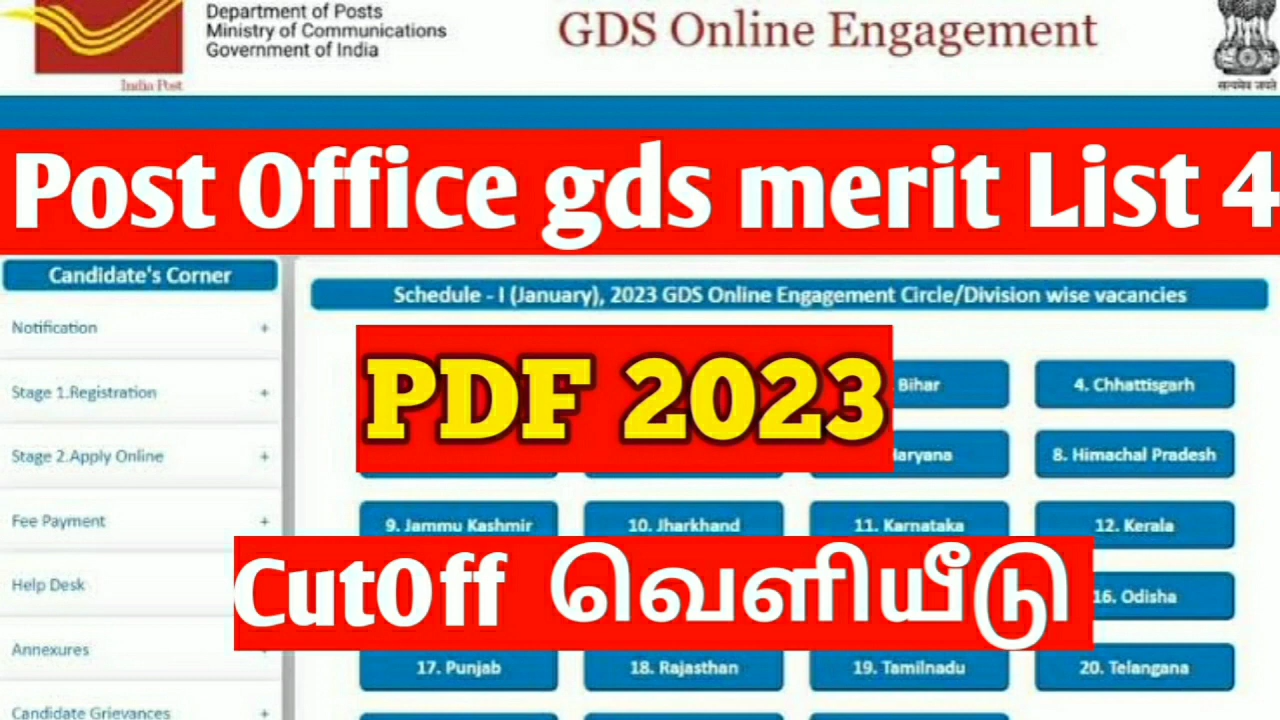 Department of Posts
Ministry of Communications
Government of India
India Post
GDS Online Engagement
सत्यमेव जयते
Post Office gds merit List 4
Candidate's Corner
Notification +
Stage 1.Registration +
Stage 2.Apply Online +
Fee Payment +
Help Desk
Annexures
Candidate Grievances +
Schedule - I (January), 2023 GDS Online Engagement Circle/Division wise vacancies
PDF 2023
Bihar
4. Chhattisgarh
8. Himachal Pradesh
9. Jammu Kashmir
10. Jharkhand
11. Karnataka
12. Kerala
CutOff வெளியீடு
16. Odisha
17. Punjab
18. Rajasthan
19. Tamilnadu
20. Telangana